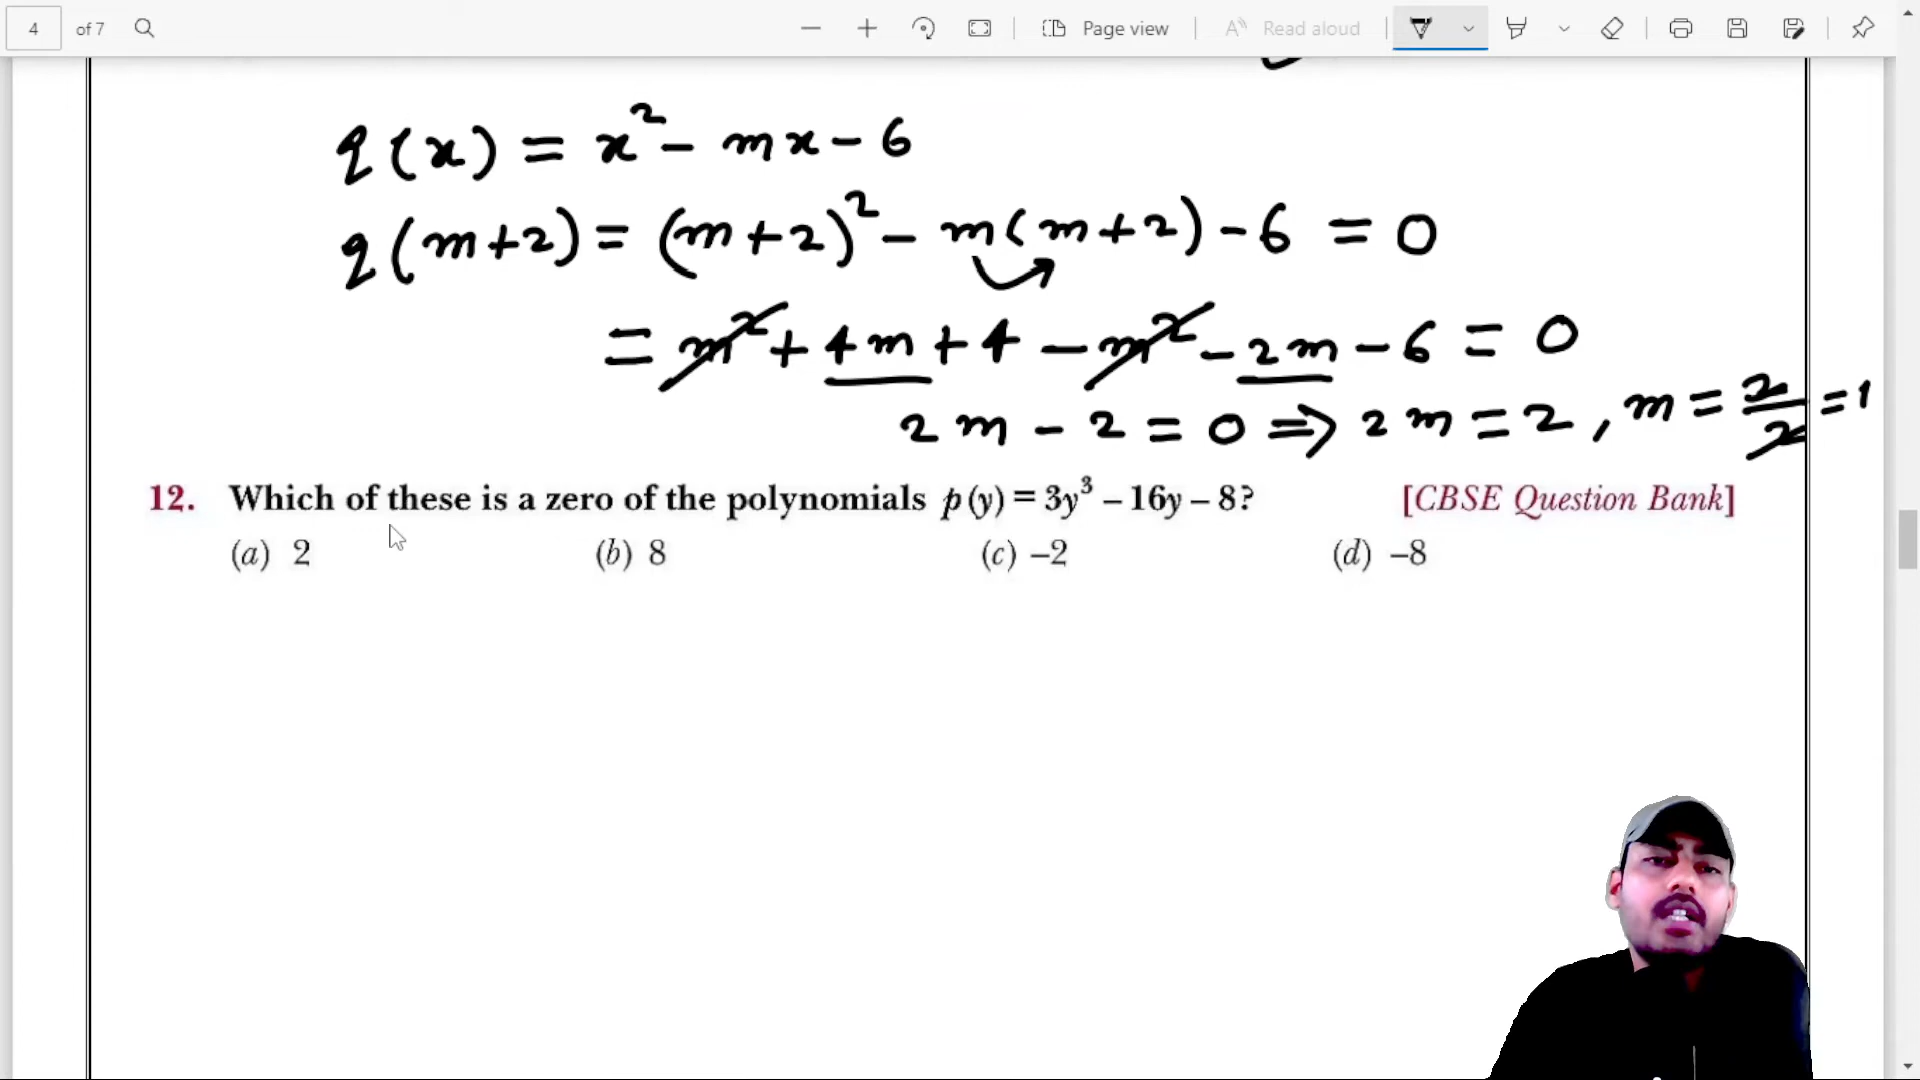 4 of 7 Page view Read aloud
q(x) = x² - mx - 6
q(m+2) = (m+2)² - m(m+2) - 6 = 0
= m² + 4m + 4 - m² - 2m - 6 = 0
2m - 2 = 0 ⇒ 2m = 2, m = 2/2 = 1
12. Which of these is a zero of the polynomials p(y) = 3y³ – 16y – 8? [CBSE Question Bank]
(a) 2 (b) 8 (c) –2 (d) –8